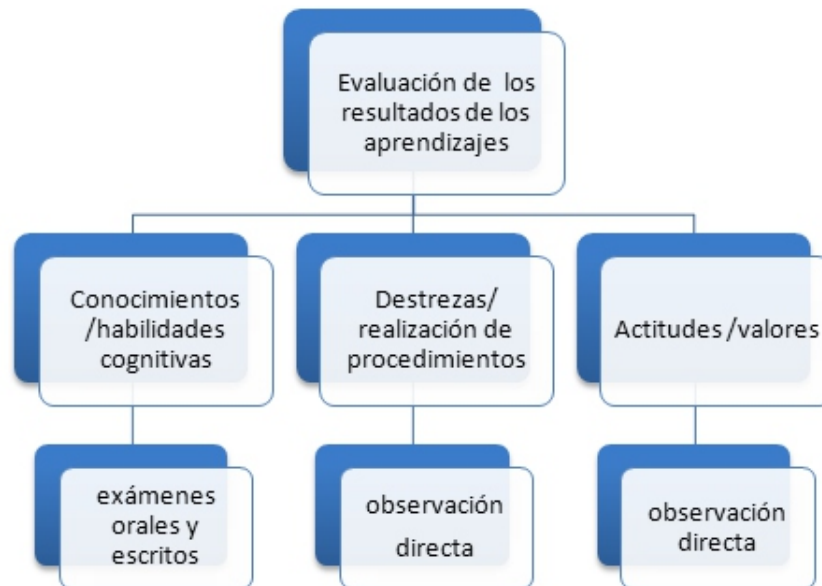 Evaluación de los
resultados de los
aprendizajes
Conocimientos
/habilidades
cognitivas
Destrezas/
realización de
procedimientos
Actitudes /valores
exámenes
orales y
escritos
observación
directa
observación
directa